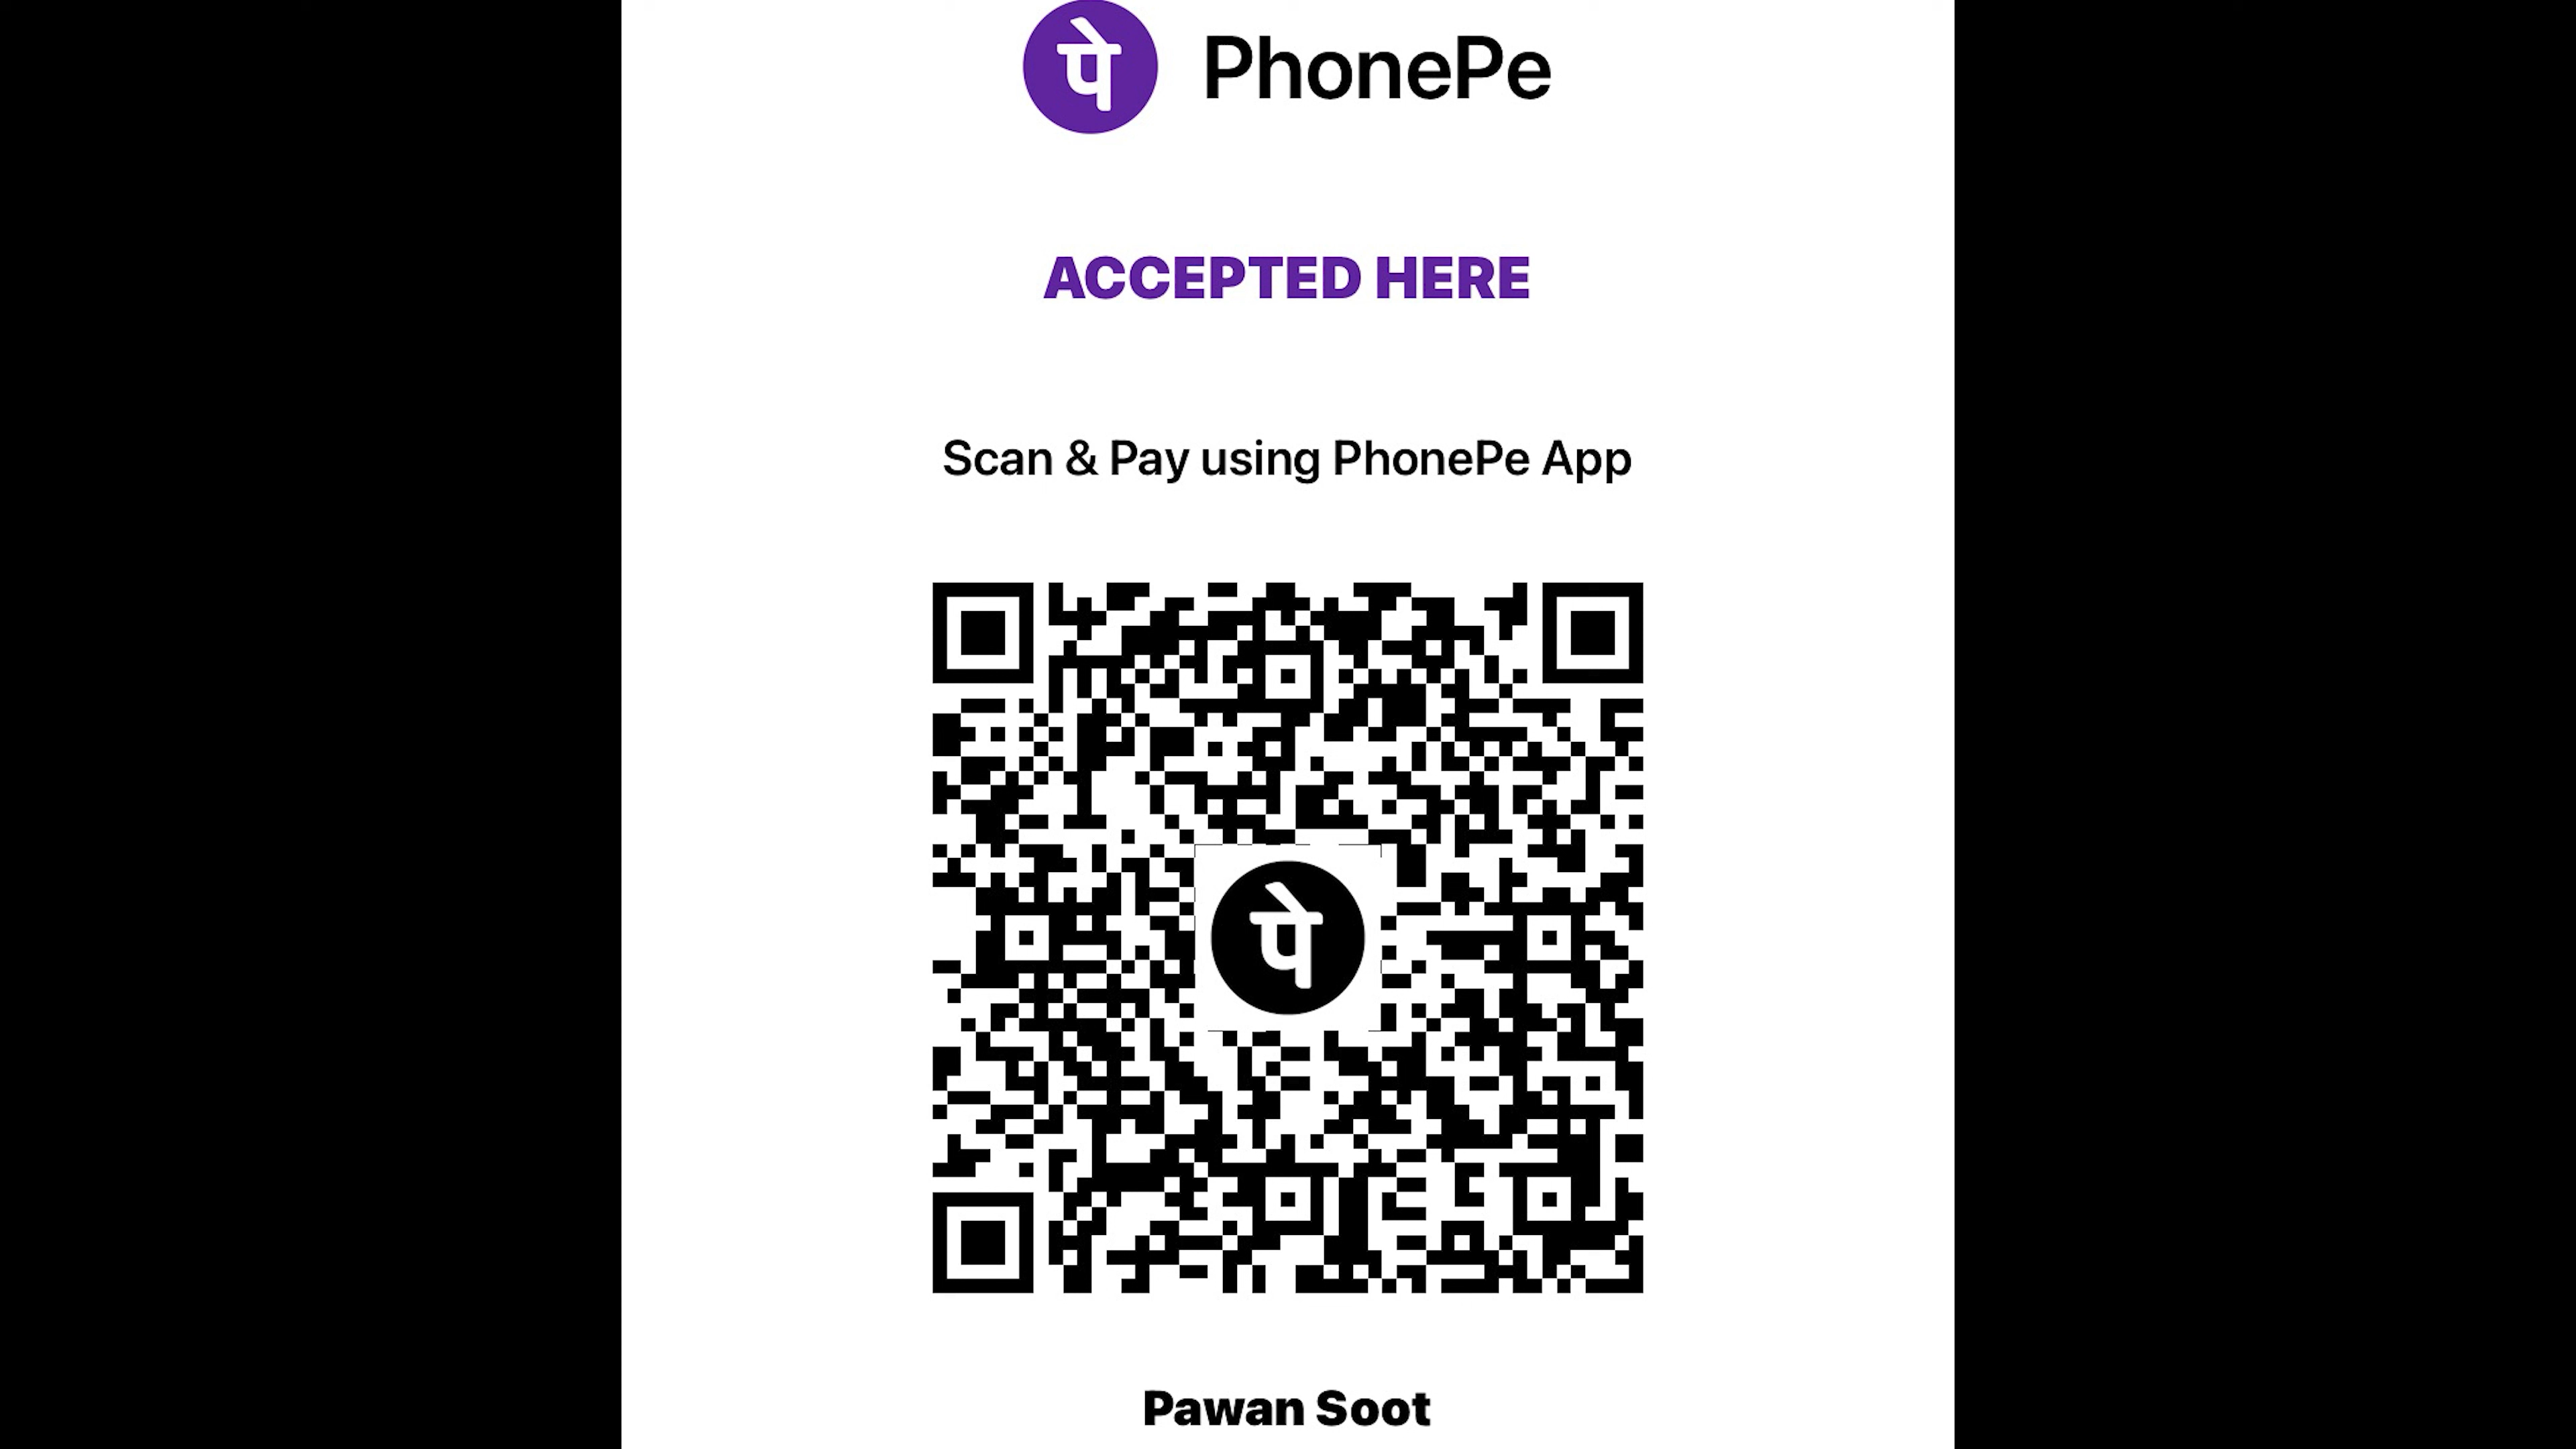 पे PhonePe
ACCEPTED HERE
Scan & Pay using PhonePe App
पे
Pawan Soot